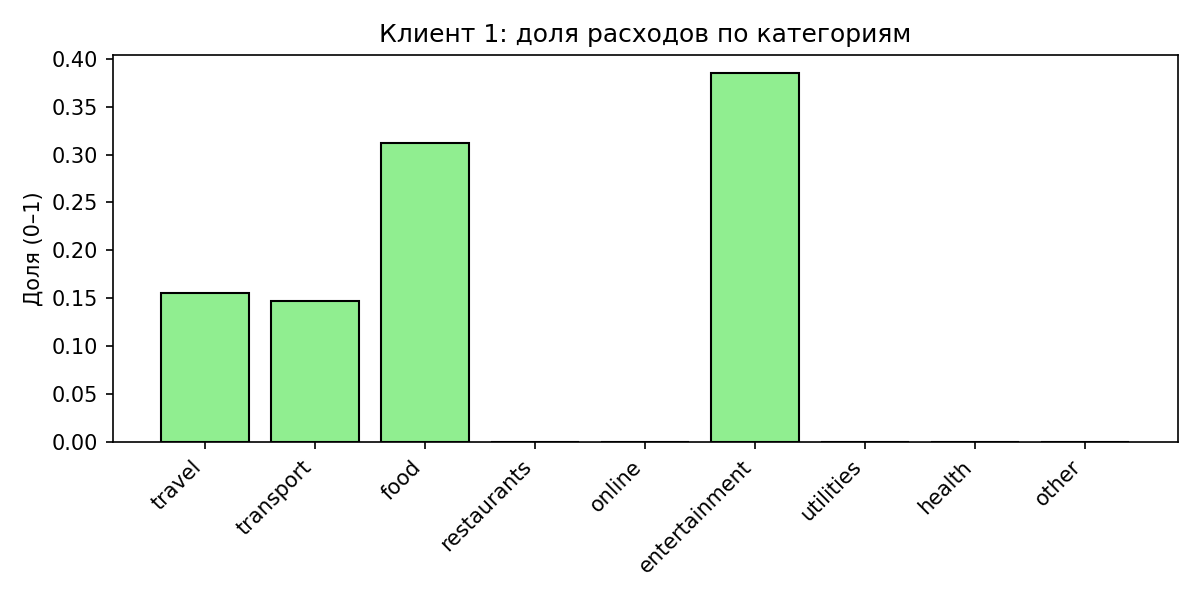 Клиент 1: доля расходов по категориям
Доля (0–1)
0.40
0.35
0.30
0.25
0.20
0.15
0.10
0.05
0.00
travel
transport
food
restaurants
online
entertainment
utilities
health
other